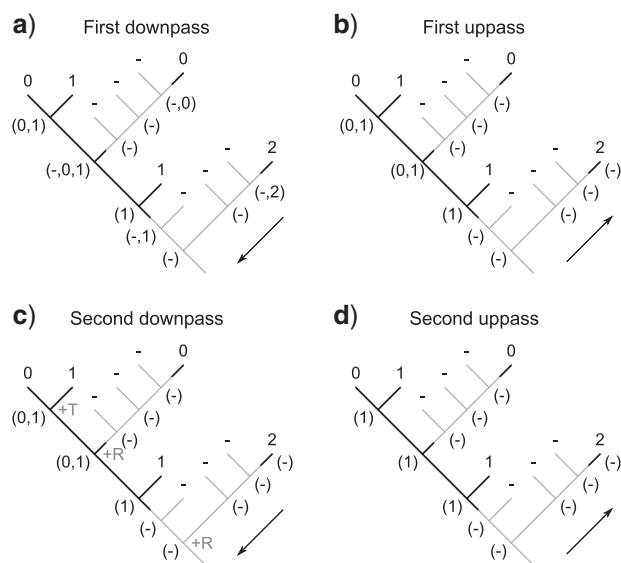 a) First downpass
- 0
0 1 -
- (-,0)
(0,1) (-)
(-)
(-,0,1) 1 - - 2
- (-,2)
(1) (-)
(-,1)
(-)
b) First uppass
- 0
0 1 -
- (-)
(0,1) (-)
(-)
(0,1) 1 - - 2 (-)
- (-)
(1) (-)
(-)
(-)
c) Second downpass
- 0
0 1 -
- (-)
(0,1) +T (-)
(-)
(0,1) +R 1 - - 2 (-)
- (-)
(1) (-)
(-)
(-) +R
d) Second uppass
- 0
0 1 -
- (-)
(1) (-)
(-)
(1) 1 - - 2 (-)
- (-)
(1) (-)
(-)
(-)